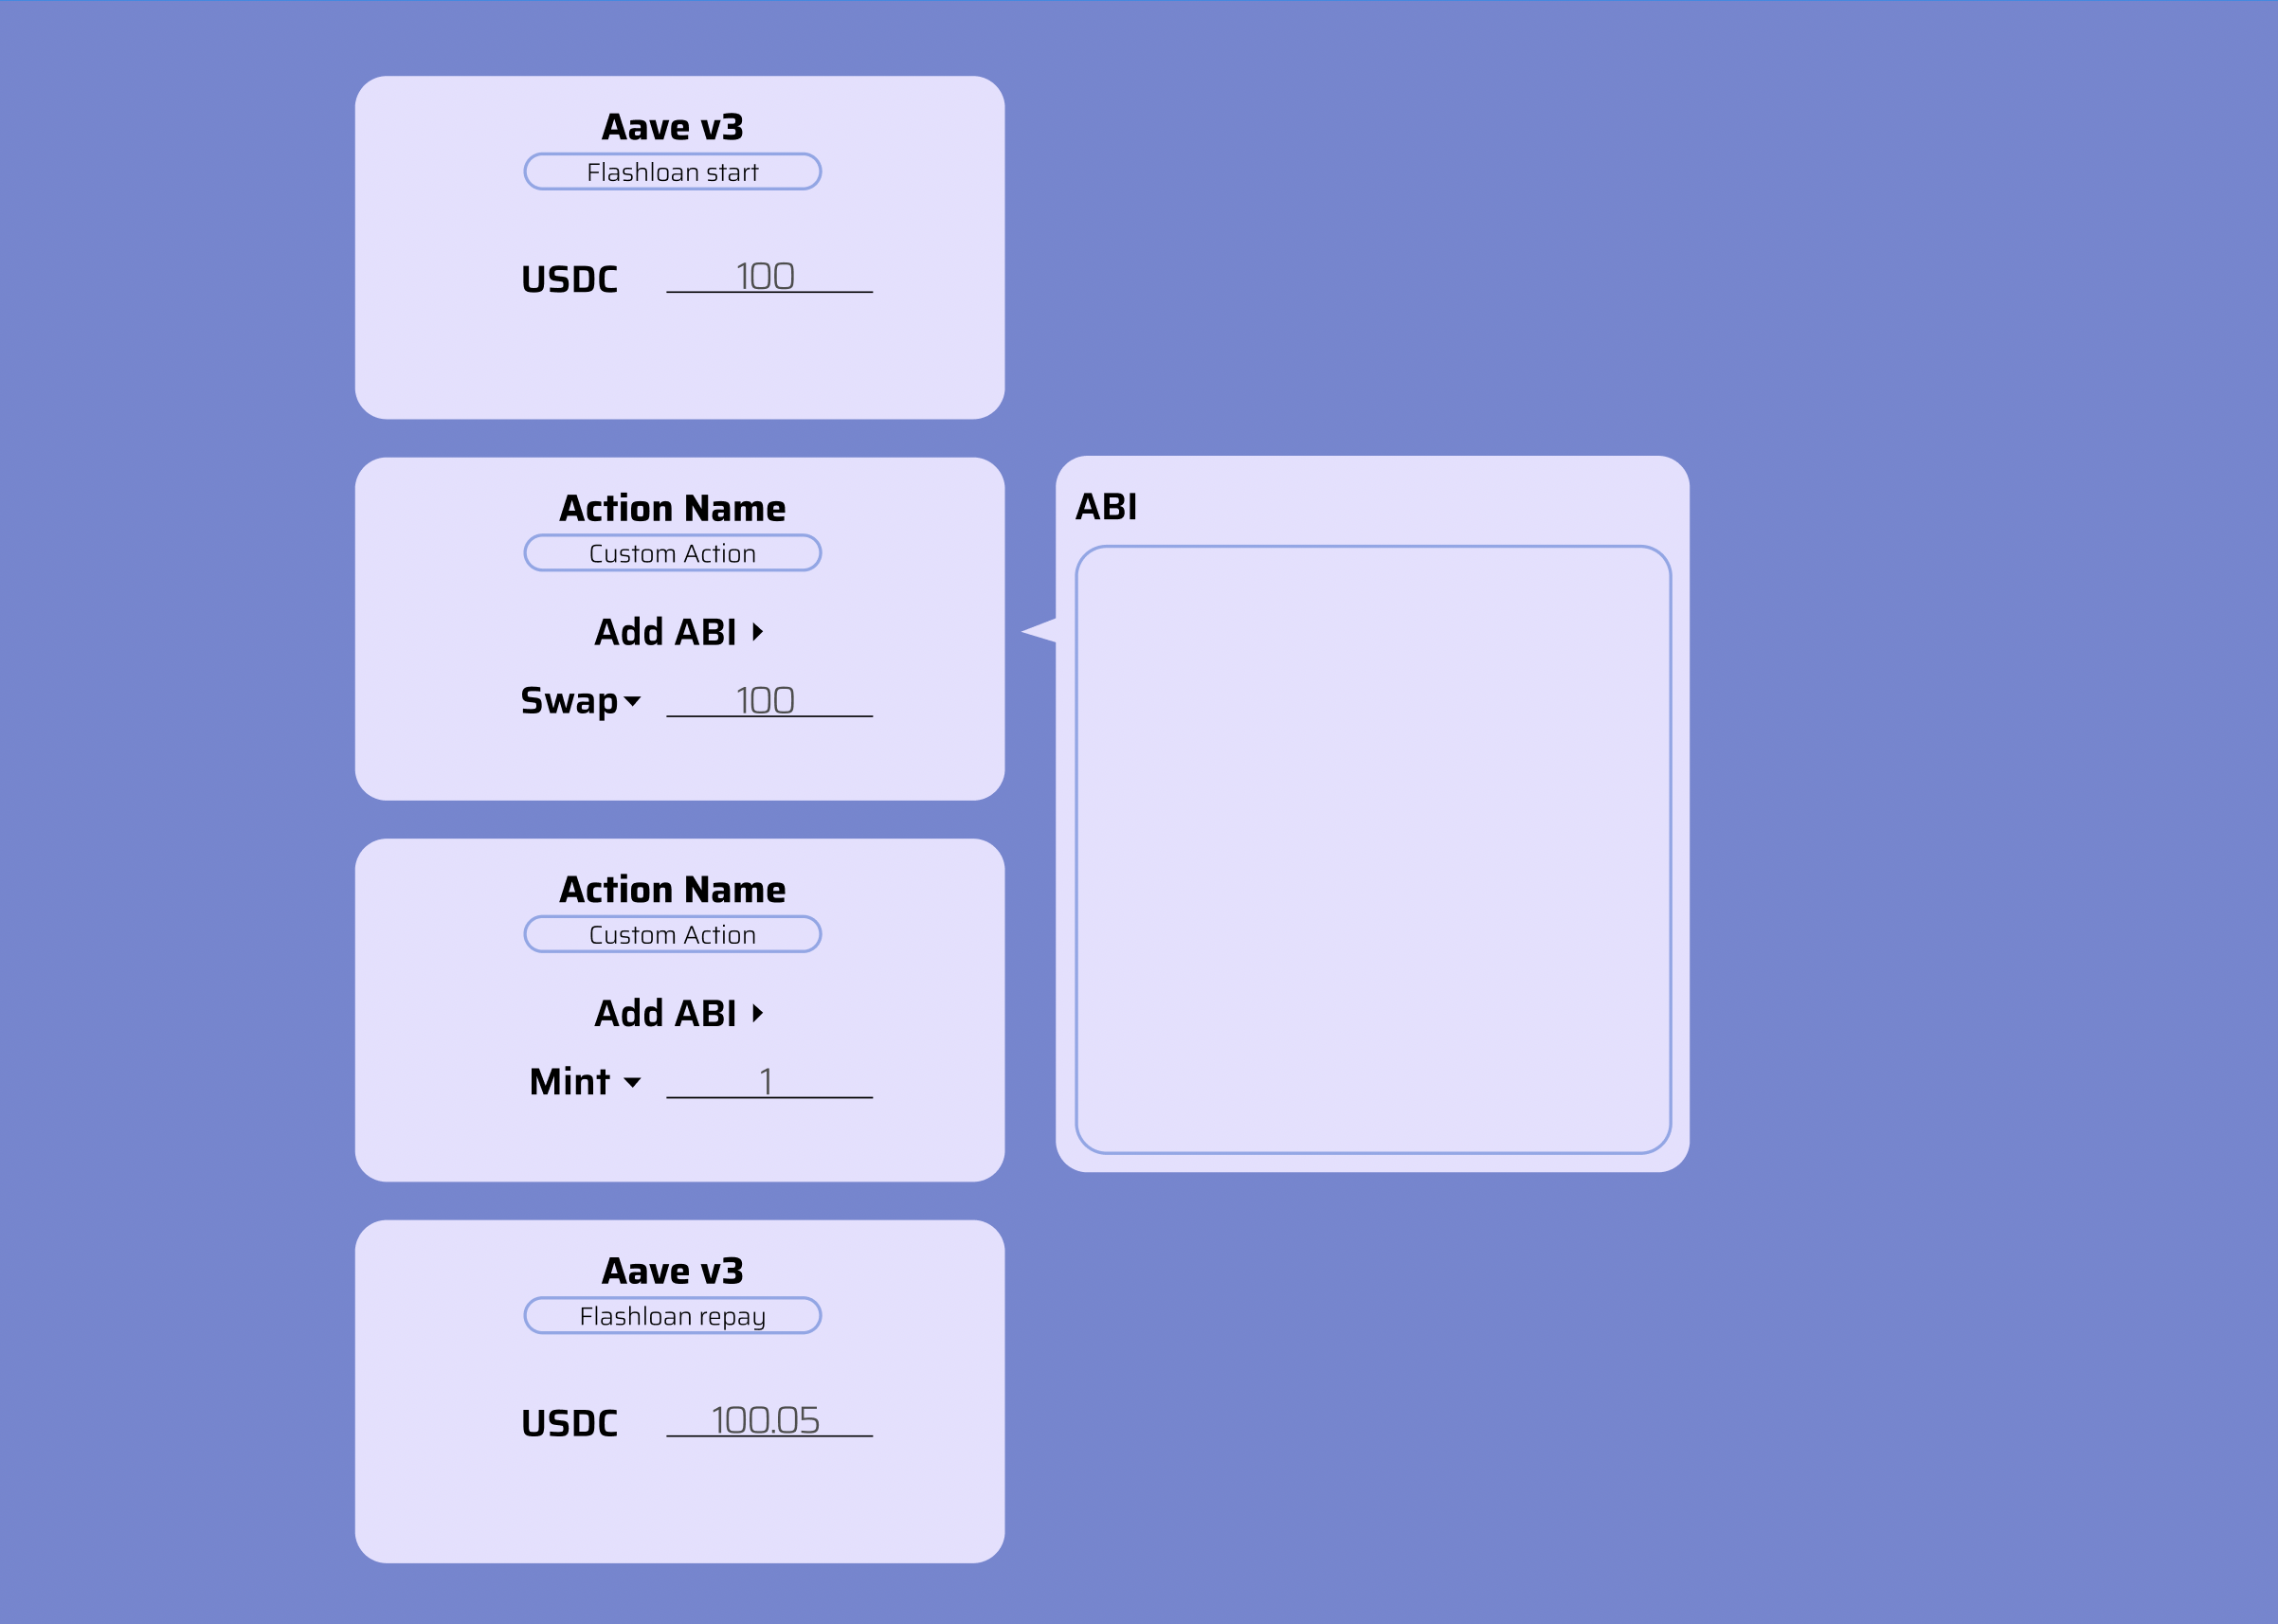 Aave v3
Flashloan start
USDC 100
Action Name
Custom Action
Add ABI
Swap 100
ABI
Action Name
Custom Action
Add ABI
Mint 1
Aave v3
Flashloan repay
USDC 100.05